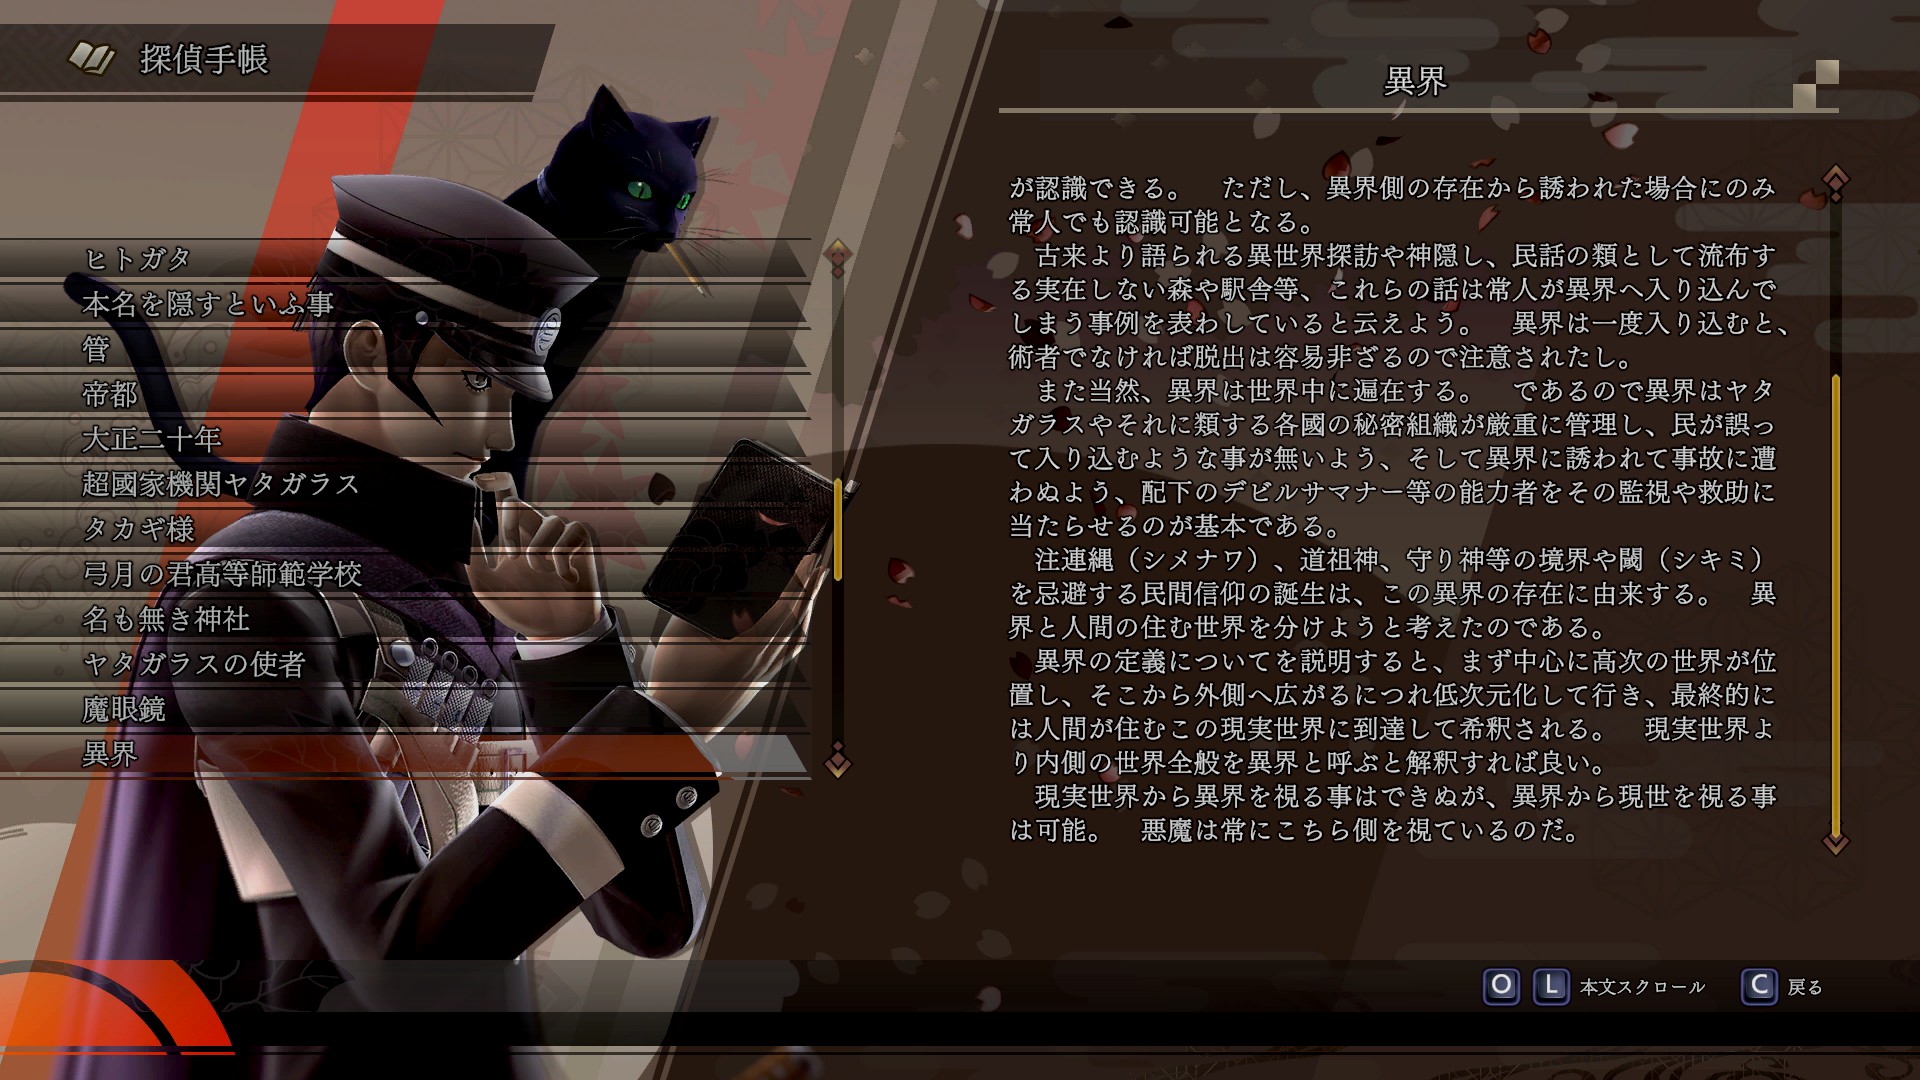 探偵手帳
ヒトガタ
本名を隠すといふ事
管
帝都
大正二十年
超國家機関ヤタガラス
タカギ様
弓月の君高等師範学校
名も無き神社
ヤタガラスの使者
魔眼鏡
異界
異界
が認識できる。　ただし、異界側の存在から誘われた場合にのみ
常人でも認識可能となる。
　古来より語られる異世界探訪や神隠し、民話の類として流布す
る実在しない森や駅舎等、これらの話は常人が異界へ入り込んで
しまう事例を表わしていると云えよう。　異界は一度入り込むと、
術者でなければ脱出は容易非ざるので注意されたし。
　また当然、異界は世界中に遍在する。　であるので異界はヤタ
ガラスやそれに類する各國の秘密組織が厳重に管理し、民が誤っ
て入り込むような事が無いよう、そして異界に誘われて事故に遭
わぬよう、配下のデビルサマナー等の能力者をその監視や救助に
当たらせるのが基本である。
　注連縄（シメナワ）、道祖神、守り神等の境界や閾（シキミ）
を忌避する民間信仰の誕生は、この異界の存在に由来する。　異
界と人間の住む世界を分けようと考えたのである。
　異界の定義についてを説明すると、まず中心に高次の世界が位
置し、そこから外側へ広がるにつれ低次元化して行き、最終的に
は人間が住むこの現実世界に到達して希釈される。　現実世界よ
り内側の世界全般を異界と呼ぶと解釈すれば良い。
　現実世界から異界を視る事はできぬが、異界から現世を視る事
は可能。　悪魔は常にこちら側を視ているのだ。
O L 本文スクロール C 戻る